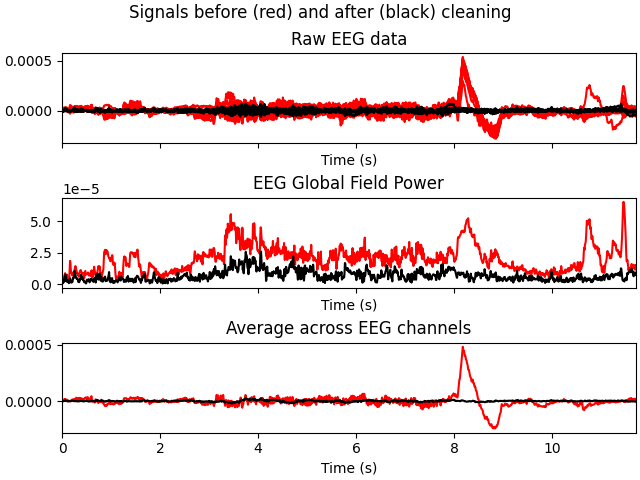 Signals before (red) and after (black) cleaning
Raw EEG data
0.0005
0.0000
Time (s)
EEG Global Field Power
1e−5
5.0
2.5
0.0
Time (s)
Average across EEG channels
0.0005
0.0000
0 2 4 6 8 10
Time (s)